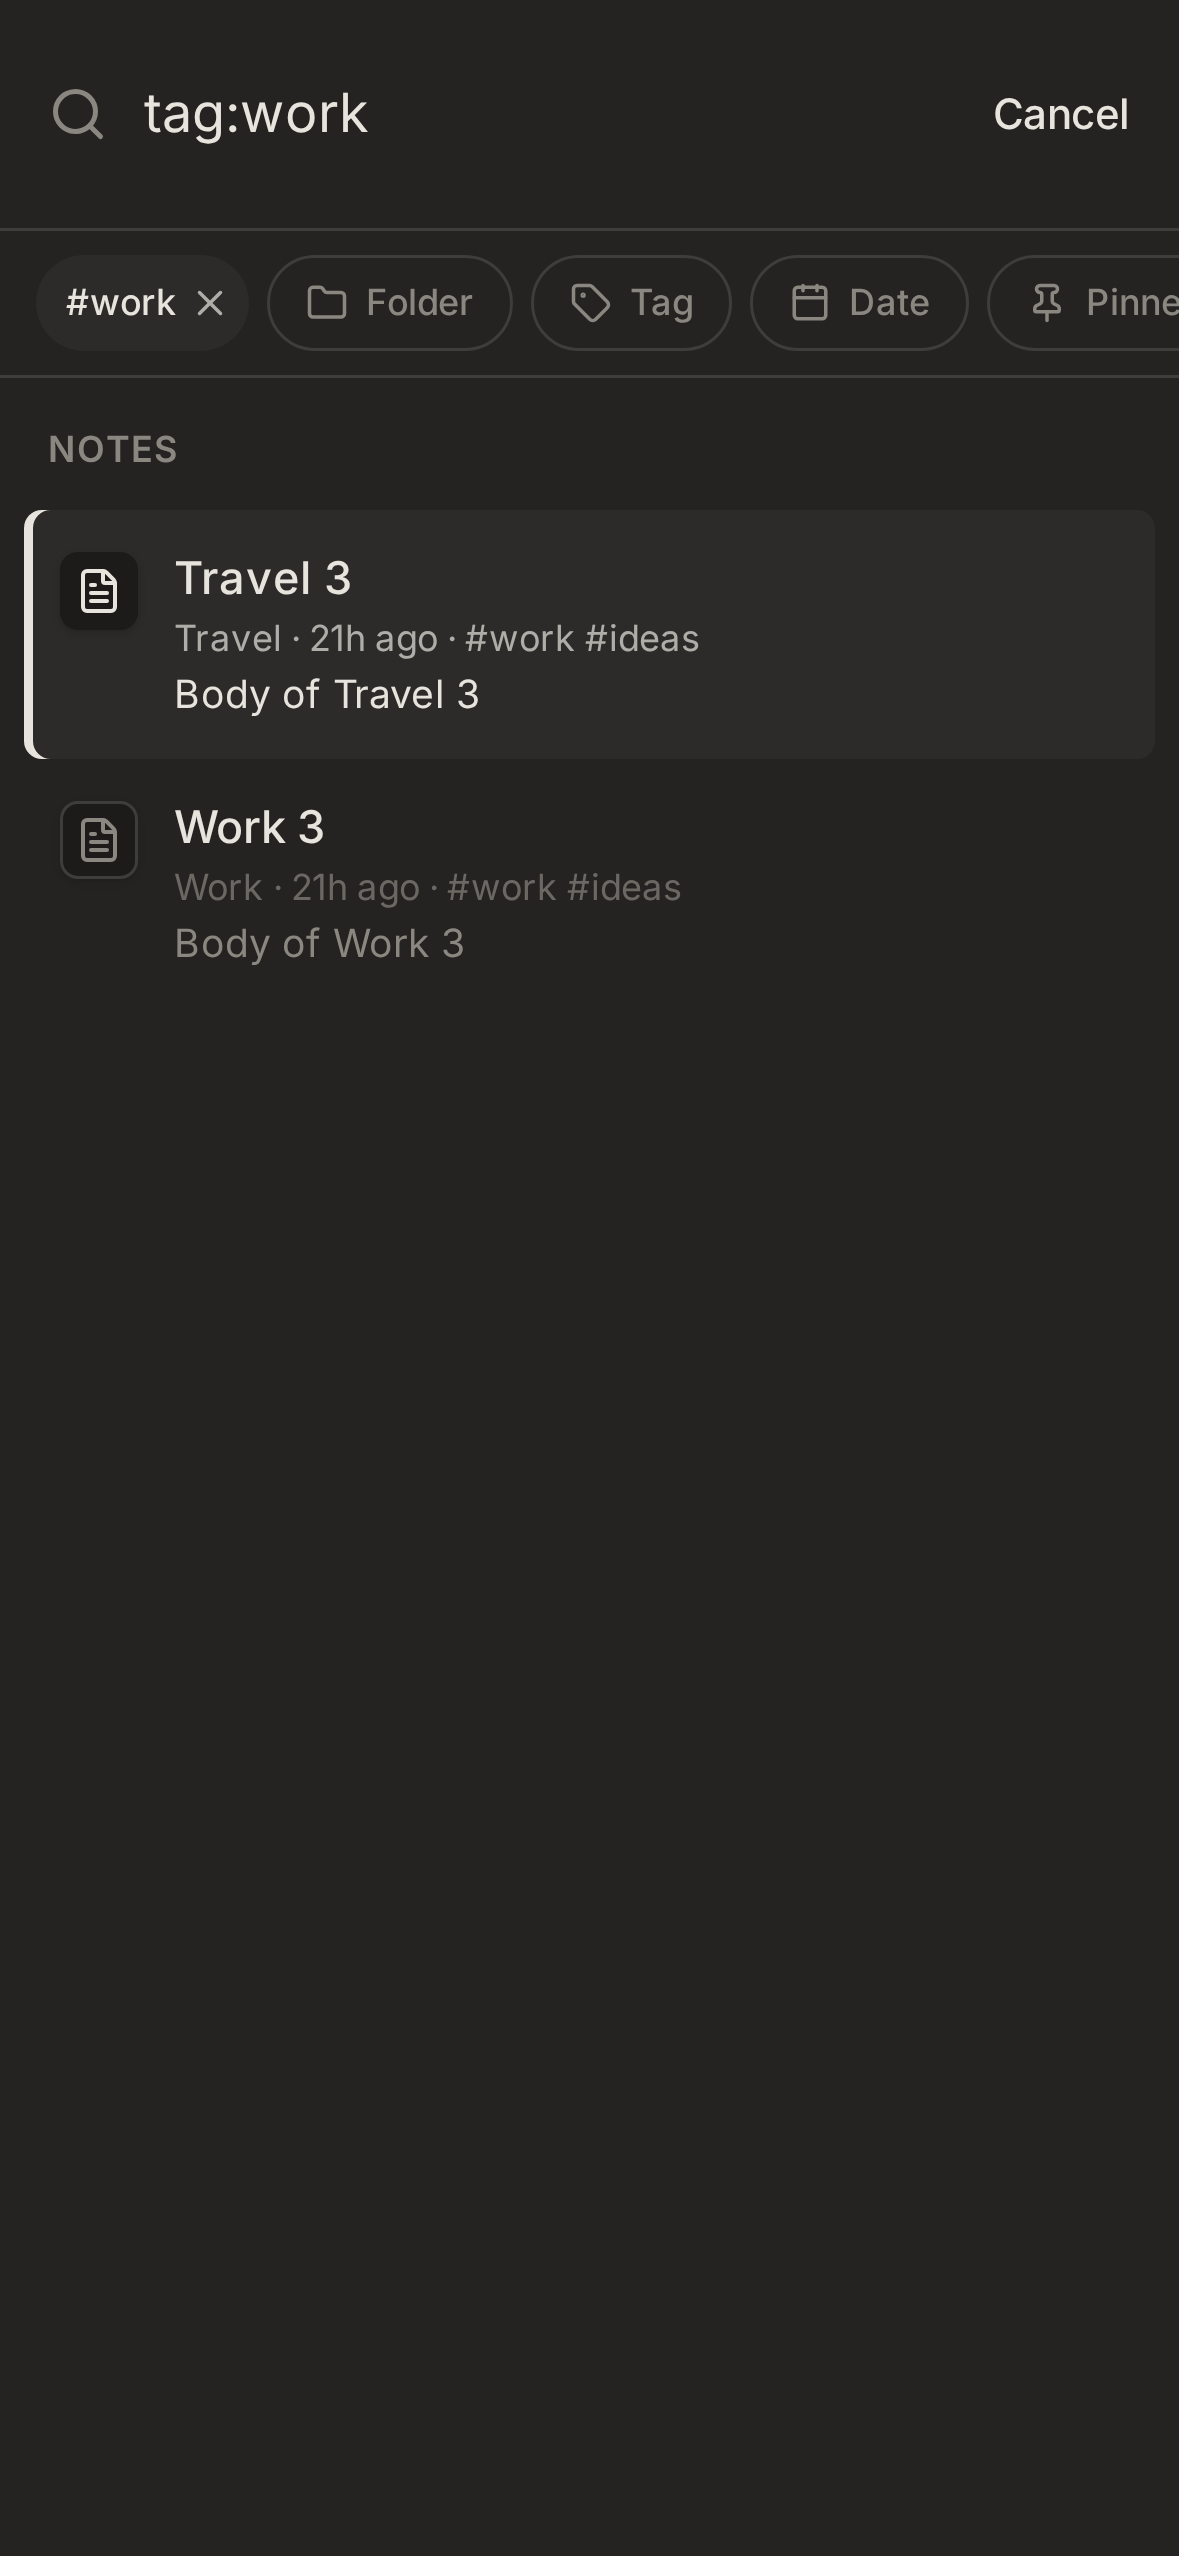 tag:work
Cancel
#work
Folder
Tag
Date
Pinne
NOTES
Travel 3
Travel · 21h ago · #work #ideas
Body of Travel 3
Work 3
Work · 21h ago · #work #ideas
Body of Work 3